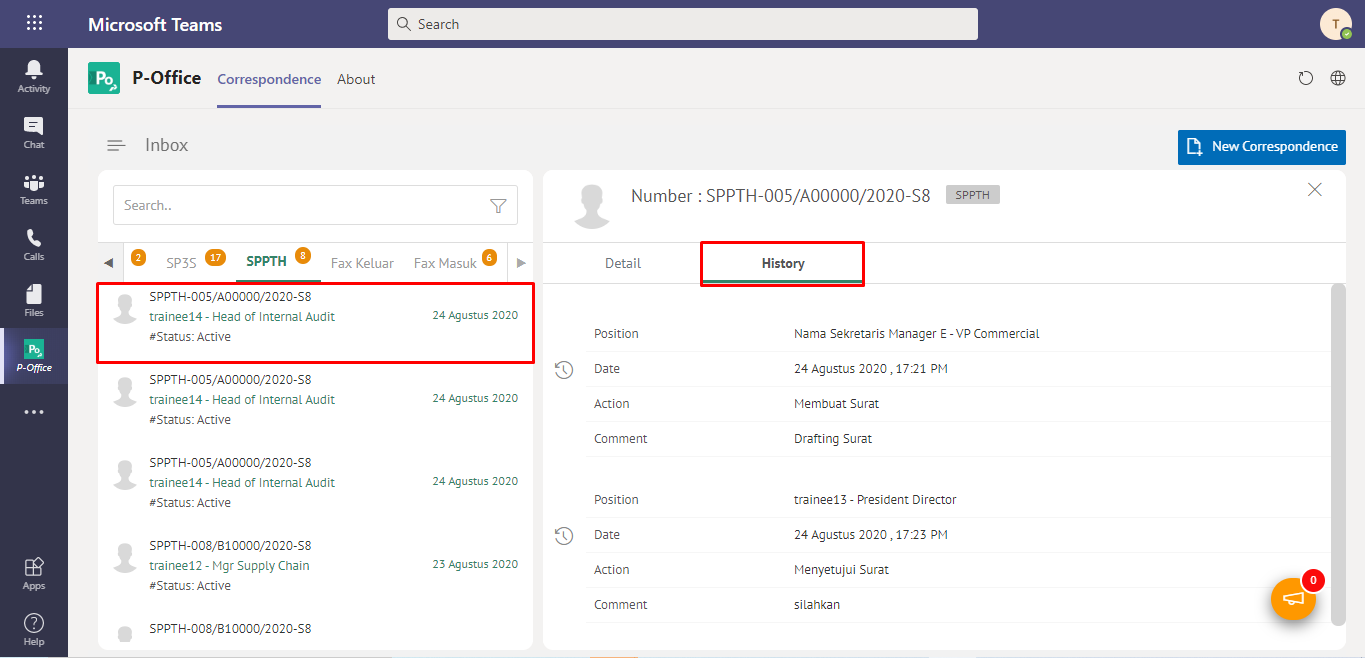 Microsoft Teams
Search
T
Activity
Chat
Teams
Calls
Files
P-Office
Apps
Help
Po
P-Office Correspondence About
Inbox
New Correspondence
Search..
2 SP3S 17 SPPTH 8 Fax Keluar Fax Masuk 6
SPPTH-005/A00000/2020-S8
trainee14 - Head of Internal Audit 24 Agustus 2020
#Status: Active
SPPTH-005/A00000/2020-S8
trainee14 - Head of Internal Audit 24 Agustus 2020
#Status: Active
SPPTH-005/A00000/2020-S8
trainee14 - Head of Internal Audit 24 Agustus 2020
#Status: Active
SPPTH-008/B10000/2020-S8
trainee12 - Mgr Supply Chain 23 Agustus 2020
#Status: Active
SPPTH-008/B10000/2020-S8
Number : SPPTH-005/A00000/2020-S8 SPPTH
Detail History
Position Nama Sekretaris Manager E - VP Commercial
Date 24 Agustus 2020 , 17:21 PM
Action Membuat Surat
Comment Drafting Surat
Position trainee13 - President Director
Date 24 Agustus 2020 , 17:23 PM
Action Menyetujui Surat
Comment silahkan
0